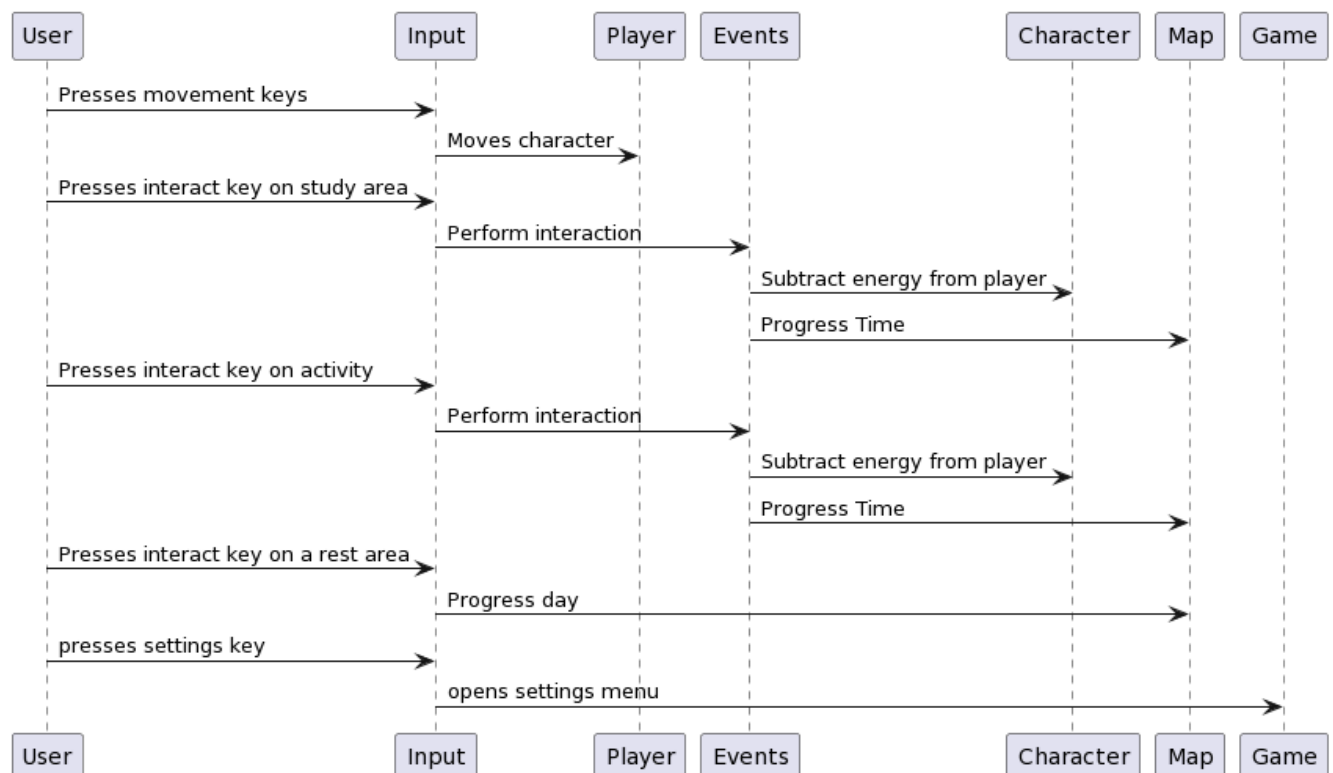 User Input Player Events Character Map Game
Presses movement keys
Moves character
Presses interact key on study area
Perform interaction
Subtract energy from player
Progress Time
Presses interact key on activity
Perform interaction
Subtract energy from player
Progress Time
Presses interact key on a rest area
Progress day
presses settings key
opens settings menu
User Input Player Events Character Map Game